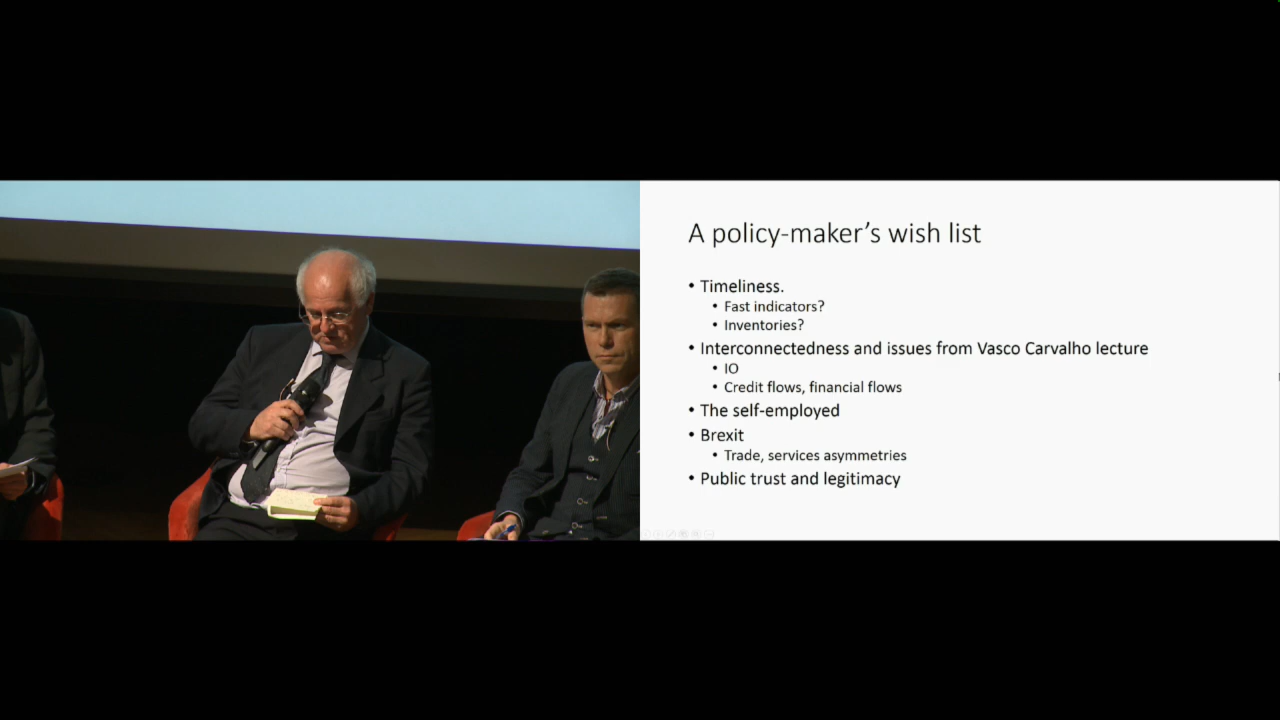 A policy-maker's wish list
• Timeliness.
• Fast indicators?
• Inventories?
• Interconnectedness and issues from Vasco Carvalho lecture
• IO
• Credit flows, financial flows
• The self-employed
• Brexit
• Trade, services asymmetries
• Public trust and legitimacy